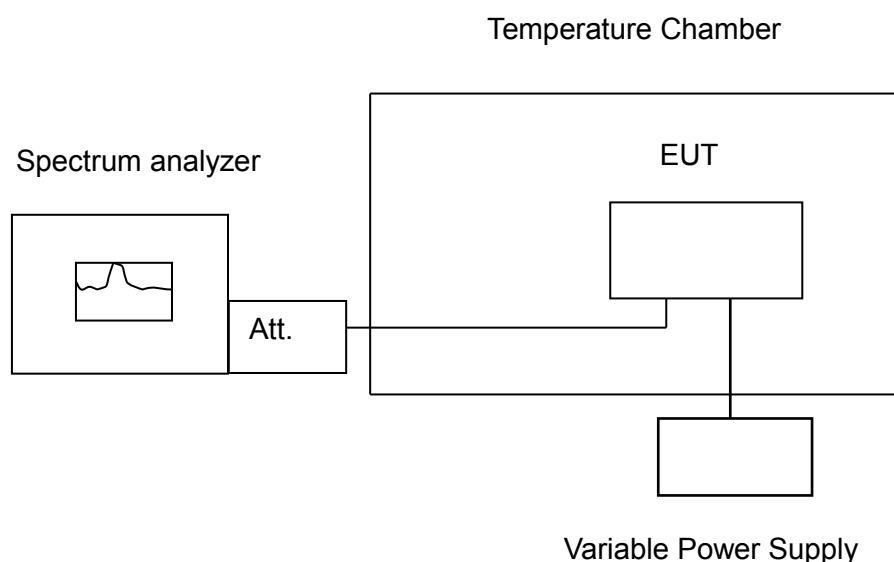 Temperature Chamber
Spectrum analyzer
EUT
Att.
Variable Power Supply